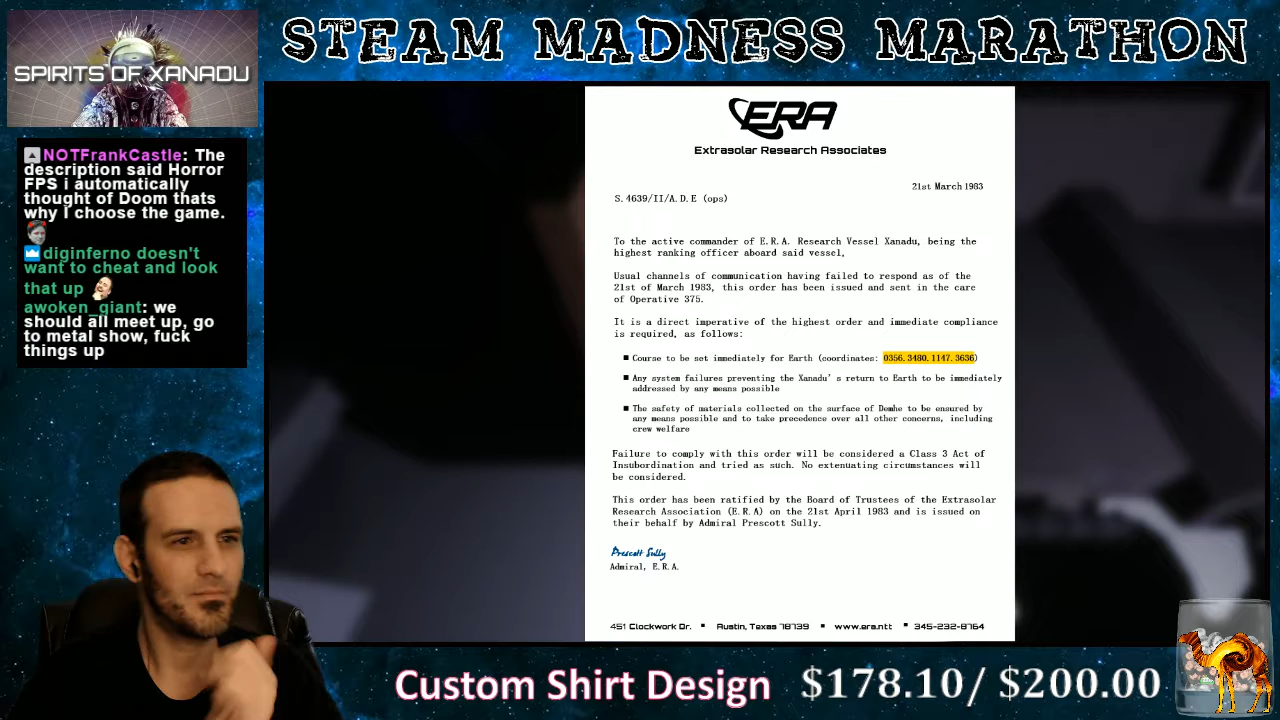 STEAM MADNESS MARATHON
SPIRITS OF XANADU
NOTFrankCastle: The
description said Horror
FPS i automatically
thought of Doom thats
why I choose the game.
diginferno doesn't
want to cheat and look
that up
awoken_giant: we
should all meet up, go
to metal show, fuck
things up
ERA
Extrasolar Research Associates
21st March 1983
S.4639/II/A.D.E (ops)
To the active commander of E.R.A. Research Vessel Xanadu, being the
highest ranking officer aboard said vessel,
Usual channels of communication having failed to respond as of the
21st of March 1983, this order has been issued and sent in the care
of Operative 375.
It is a direct imperative of the highest order and immediate compliance
is required, as follows:
■ Course to be set immediately for Earth (coordinates: 0356.3480.1147.3636)
■ Any system failures preventing the Xanadu's return to Earth to be immediately
addressed by any means possible
■ The safety of materials collected on the surface of Demhe to be ensured by
any means possible and to take precedence over all other concerns, including
crew welfare
Failure to comply with this order will be considered a Class 3 Act of
Insubordination and tried as such. No extenuating circumstances will
be considered.
This order has been ratified by the Board of Trustees of the Extrasolar
Research Association (E.R.A) on the 21st April 1983 and is issued on
their behalf by Admiral Prescott Sully.
Prescott Sully
Admiral, E.R.A.
451 Clockwork Dr. ■ Austin, Texas 78739 ■ www.era.ntt ■ 345-232-8764
Custom Shirt Design $178.10/ $200.00